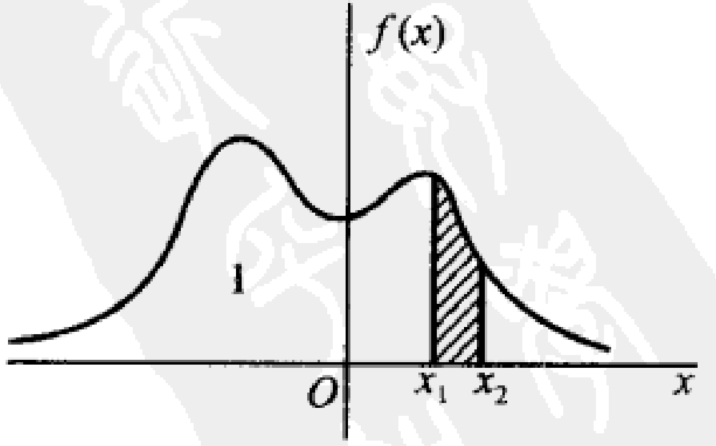 f(x)
1
O x₁ x₂ x